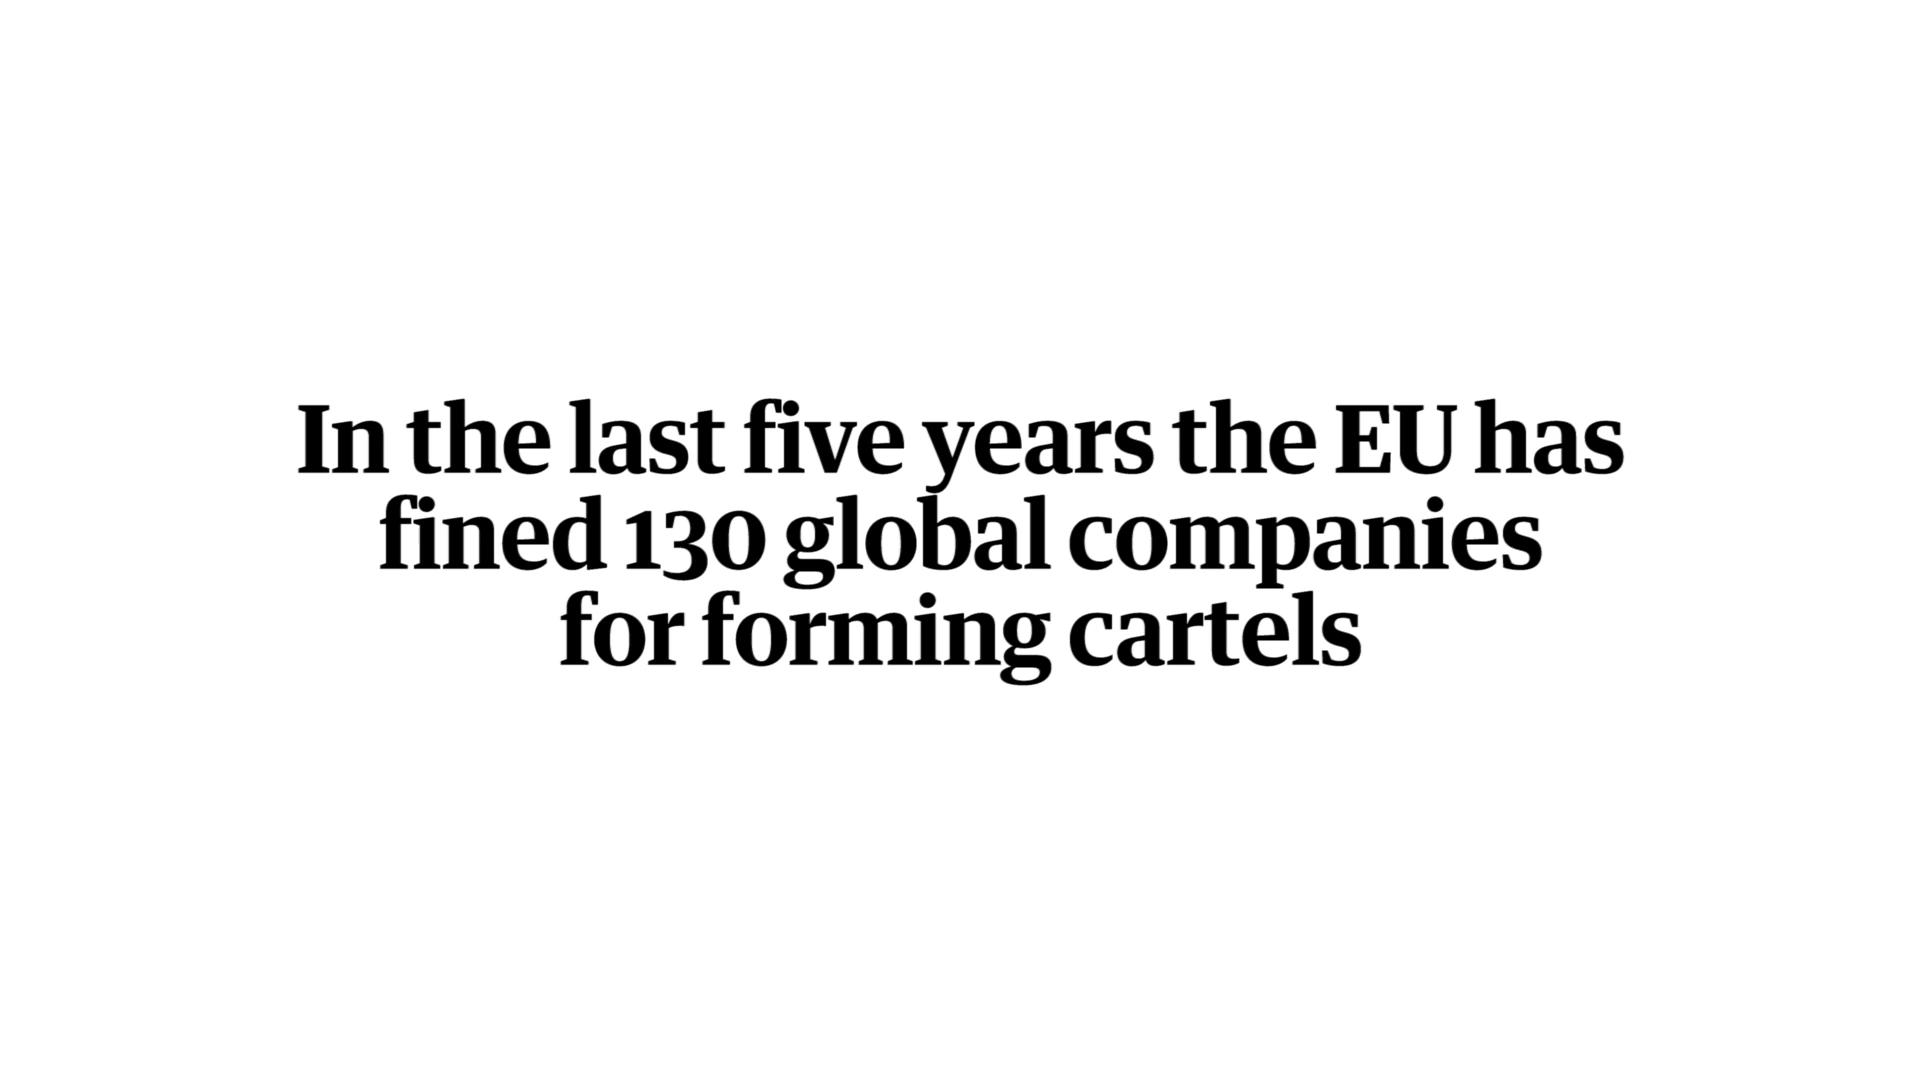 In the last five years the EU has
fined 130 global companies
for forming cartels